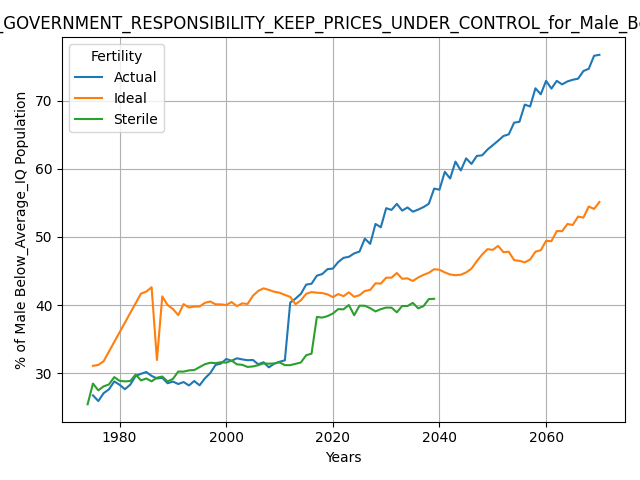 _GOVERNMENT_RESPONSIBILITY_KEEP_PRICES_UNDER_CONTROL_for_Male_B
% of Male Below_Average_IQ Population
Fertility
Actual
Ideal
Sterile
70
60
50
40
30
1980
2000
2020
2040
2060
Years